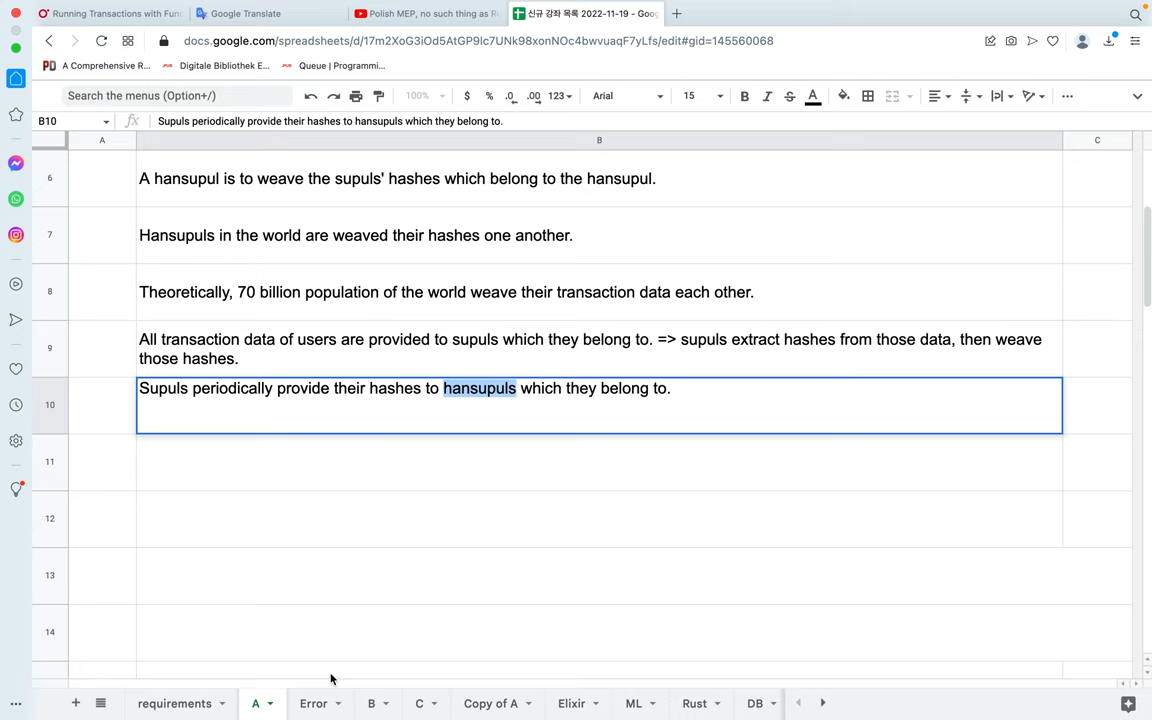 Running Transactions with Fun
Google Translate
Polish MEP, no such thing as R
신규 강좌 목록 2022-11-19 - Goog
docs.google.com/spreadsheets/d/17m2XoG3iOd5AtGP9lc7UNk98xonNOc4bwvuaqF7yLfs/edit#gid=145560068
PD A Comprehensive R...
PUB Digitale Bibliothek E...
PUB Queue | Programmi...
Search the menus (Option+/)
100%
$ % .0 .00 123
Arial
15
B I S A
B10
fx Supuls periodically provide their hashes to hansupuls which they belong to.
A B C
6 A hansupul is to weave the supuls' hashes which belong to the hansupul.
7 Hansupuls in the world are weaved their hashes one another.
8 Theoretically, 70 billion population of the world weave their transaction data each other.
9 All transaction data of users are provided to supuls which they belong to. => supuls extract hashes from those data, then weave
those hashes.
10 Supuls periodically provide their hashes to hansupuls which they belong to.
11
12
13
14
requirements A Error B C Copy of A Elixir ML Rust DB